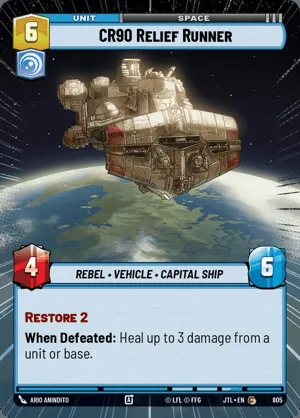 UNIT SPACE
6 CR90 RELIEF RUNNER
4 REBEL • VEHICLE • CAPITAL SHIP 6
RESTORE 2
When Defeated: Heal up to 3 damage from a
unit or base.
ARIO ANINDITO © LFL © FFG JTL • EN C 805